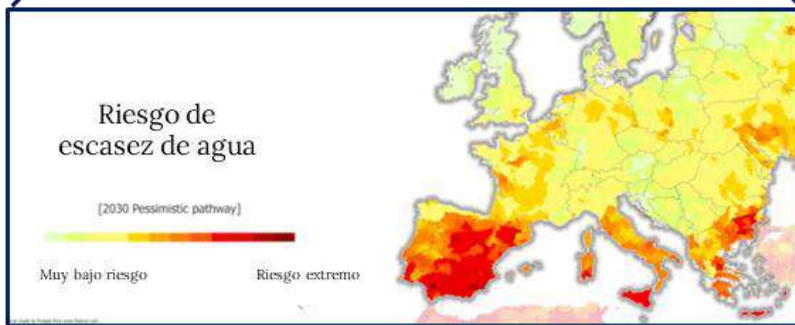 Riesgo de
escasez de agua
[2030 Pessimistic pathway]
Muy bajo riesgo
Riesgo extremo